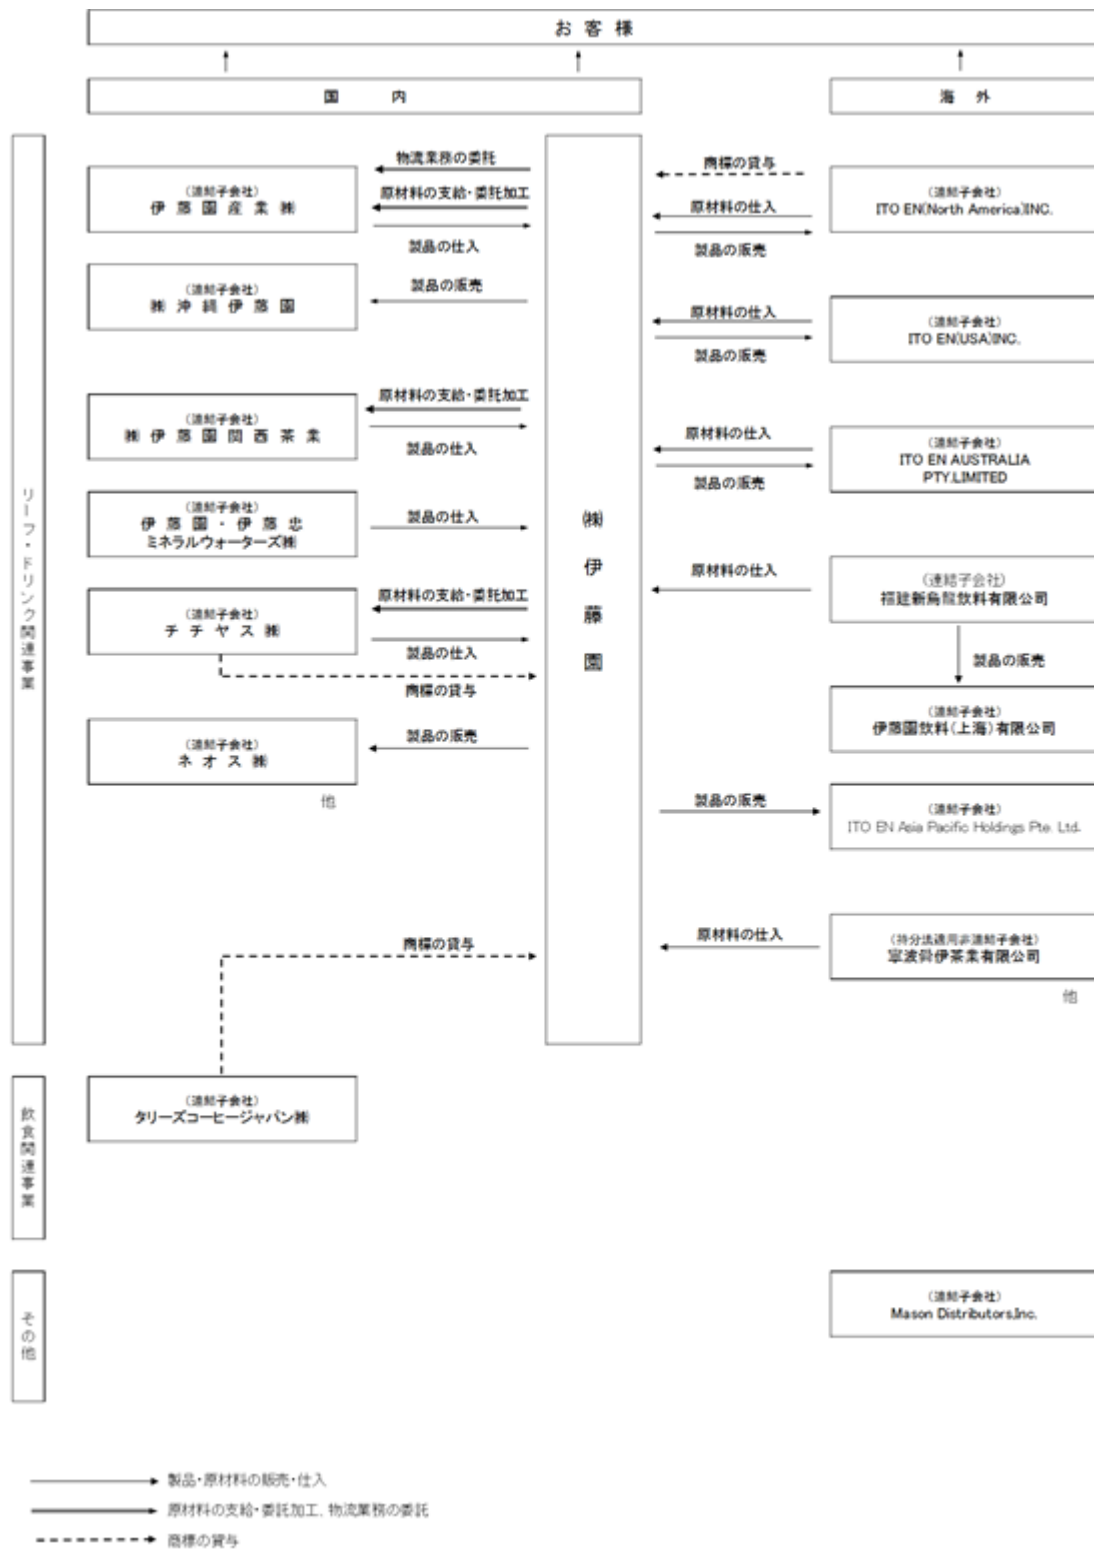 お客様
国内
海外
リーフ・ドリンク関連事業
(連結子会社)
伊藤園産業㈱
物流業務の委託
原材料の支給・委託加工
製品の仕入
(連結子会社)
㈱沖縄伊藤園
製品の販売
(連結子会社)
㈱伊藤園関西茶業
原材料の支給・委託加工
製品の仕入
(連結子会社)
伊藤園・伊藤忠
ミネラルウォーターズ㈱
製品の仕入
(連結子会社)
チチヤス㈱
原材料の支給・委託加工
製品の仕入
商標の貸与
(連結子会社)
ネオス㈱
製品の販売
他
商標の貸与
㈱伊藤園
商標の貸与
原材料の仕入
製品の販売
(連結子会社)
ITO EN(North America)INC.
原材料の仕入
製品の販売
(連結子会社)
ITO EN(USA)INC.
原材料の仕入
製品の販売
(連結子会社)
ITO EN AUSTRALIA
PTY.LIMITED
原材料の仕入
(連結子会社)
福建新烏龍飲料有限公司
製品の販売
(連結子会社)
伊藤園飲料(上海)有限公司
製品の販売
(連結子会社)
ITO EN Asia Pacific Holdings Pte. Ltd.
原材料の仕入
(持分法適用非連結子会社)
寧波舜伊茶業有限公司
他
飲食関連事業
(連結子会社)
タリーズコーヒージャパン㈱
その他
(連結子会社)
Mason Distributors,Inc.
製品・原材料の販売・仕入
原材料の支給・委託加工、物流業務の委託
商標の貸与